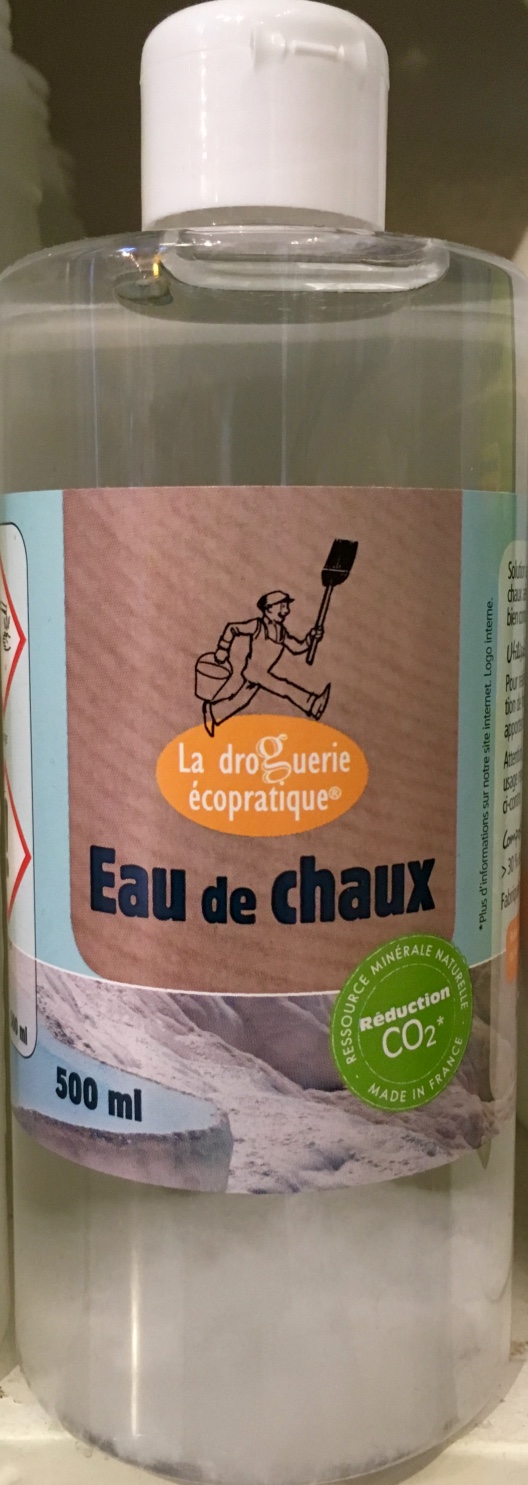 La droguerie
écopratique®
Eau de chaux
RESSOURCE MINÉRALE NATURELLE
Réduction
CO2*
MADE IN FRANCE
500 ml
*Plus d'informations sur notre site internet. Logo interne.
ml